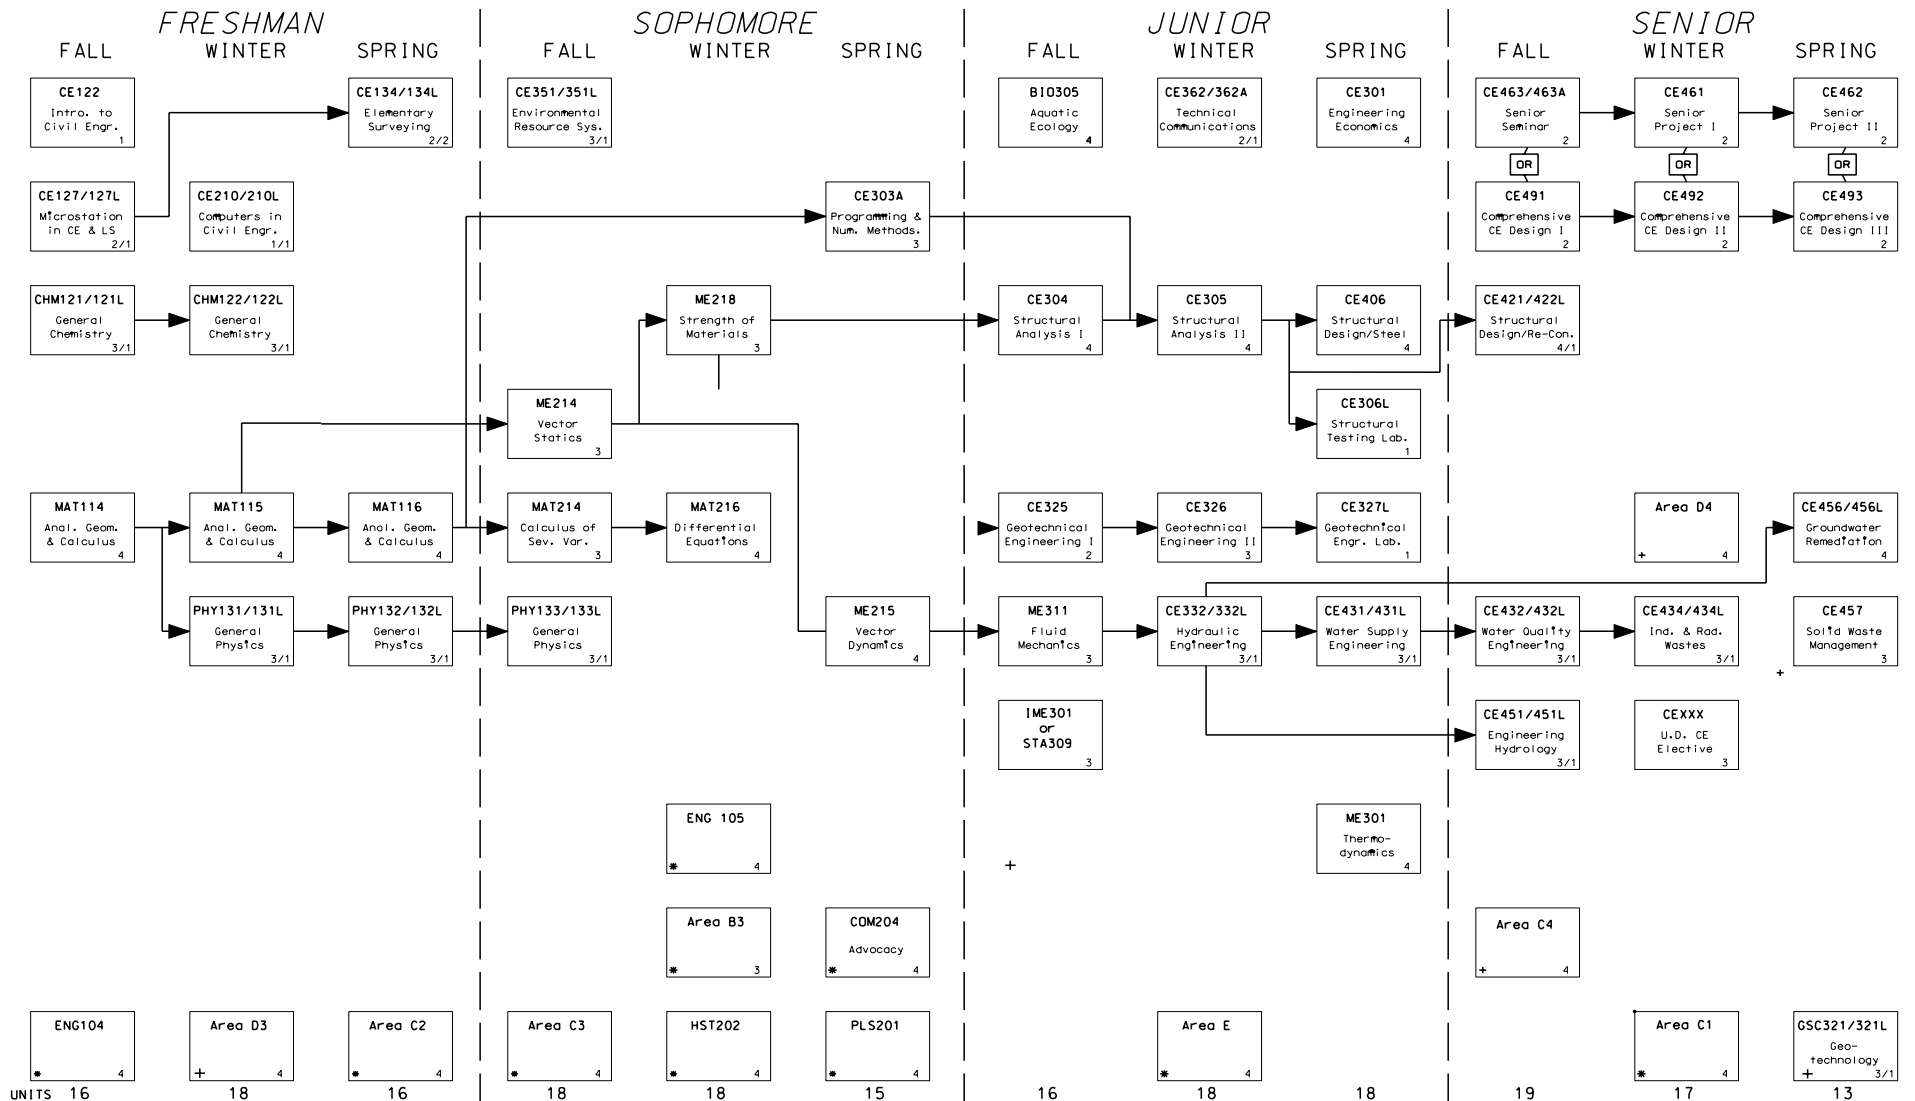 FRESHMAN SOPHOMORE JUNIOR SENIOR
FALL WINTER SPRING FALL WINTER SPRING FALL WINTER SPRING FALL WINTER SPRING
CE122
Intro. to
Civil Engr.
1
CE134/134L
Elementary
Surveying
2/2
CE351/351L
Environmental
Resource Sys.
3/1
BIO305
Aquatic
Ecology
4
CE362/362A
Technical
Communications
2/1
CE301
Engineering
Economics
4
CE463/463A
Senior
Seminar
2
CE461
Senior
Project I
2
CE462
Senior
Project II
2
OR OR OR
CE127/127L
Microstation
in CE & LS
2/1
CE210/210L
Computers in
Civil Engr.
1/1
CE303A
Programming &
Num. Methods.
3
CE491
Comprehensive
CE Design I
2
CE492
Comprehensive
CE Design II
2
CE493
Comprehensive
CE Design III
2
CHM121/121L
General
Chemistry
3/1
CHM122/122L
General
Chemistry
3/1
ME218
Strength of
Materials
3
CE304
Structural
Analysis I
4
CE305
Structural
Analysis II
4
CE406
Structural
Design/Steel
4
CE421/422L
Structural
Design/Re-Con.
4/1
ME214
Vector
Statics
3
CE306L
Structural
Testing Lab.
1
MAT114
Anal. Geom.
& Calculus
4
MAT115
Anal. Geom.
& Calculus
4
MAT116
Anal. Geom.
& Calculus
4
MAT214
Calculus of
Sev. Var.
3
MAT216
Differential
Equations
4
CE325
Geotechnical
Engineering I
2
CE326
Geotechnical
Engineering II
3
CE327L
Geotechnical
Engr. Lab.
1
Area D4
+ 4
CE456/456L
Groundwater
Remediation
4
PHY131/131L
General
Physics
3/1
PHY132/132L
General
Physics
3/1
PHY133/133L
General
Physics
3/1
ME215
Vector
Dynamics
4
ME311
Fluid
Mechanics
3
CE332/332L
Hydraulic
Engineering
3/1
CE431/431L
Water Supply
Engineering
3/1
CE432/432L
Water Quality
Engineering
3/1
CE434/434L
Ind. & Rad.
Wastes
3/1
CE457
Solid Waste
Management
3
+
IME301
or
STA309
3
CE451/451L
Engineering
Hydrology
3/1
CEXXX
U.D. CE
Elective
3
ENG 105
* 4
+
ME301
Thermo-
dynamics
4
Area B3
* 3
COM204
Advocacy
* 4
Area C4
+ 4
ENG104
* 4
Area D3
+ 4
Area C2
* 4
Area C3
* 4
HST202
* 4
PLS201
* 4
Area E
* 4
Area C1
* 4
GSC321/321L
Geo-
technology
+ 3/1
UNITS 16 18 16 18 18 15 16 18 18 19 17 13